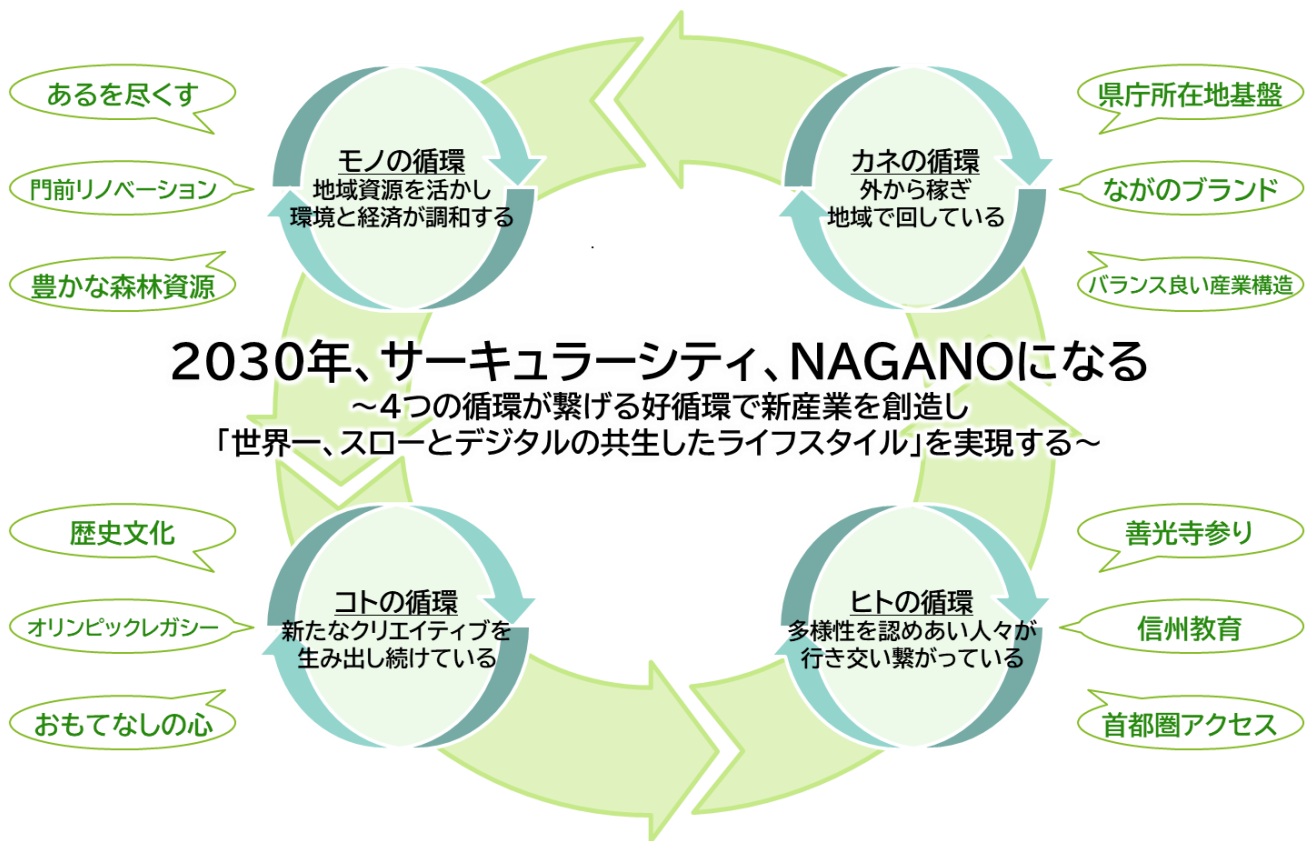 あるを尽くす
門前リノベーション
豊かな森林資源
モノの循環
地域資源を活かし
環境と経済が調和する
カネの循環
外から稼ぎ
地域で回している
県庁所在地基盤
ながのブランド
バランス良い産業構造
2030年、サーキュラーシティ、NAGANOになる
～4つの循環が繋げる好循環で新産業を創造し
「世界一、スローとデジタルの共生したライフスタイル」を実現する～
歴史文化
オリンピックレガシー
おもてなしの心
コトの循環
新たなクリエイティブを
生み出し続けている
ヒトの循環
多様性を認めあい人々が
行き交い繋がっている
善光寺参り
信州教育
首都圏アクセス